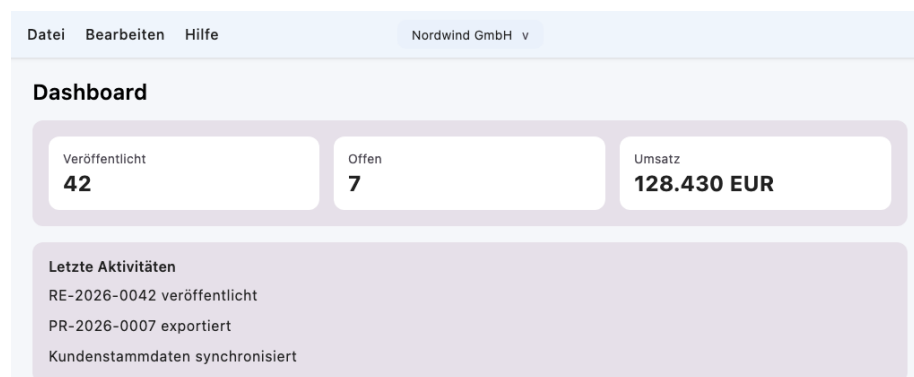 Datei Bearbeiten Hilfe Nordwind GmbH v
Dashboard
Veröffentlicht Offen Umsatz
42 7 128.430 EUR
Letzte Aktivitäten
RE-2026-0042 veröffentlicht
PR-2026-0007 exportiert
Kundenstammdaten synchronisiert